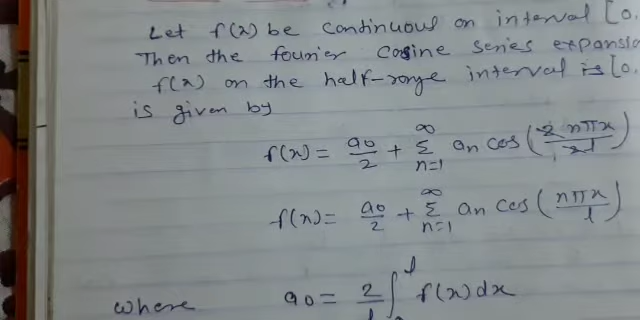 Let f(x) be continuous on interval [0,
Then the fourier Cosine series expansio
f(x) on the half-range interval is [0,
is given by
f(x) = a0/2 + ∞ Σ n=1 an cos (2nπx/2l)
f(x) = a0/2 + ∞ Σ n=1 an cos (nπx/l)
where a0 = 2/l ∫ l 0 f(x) dx